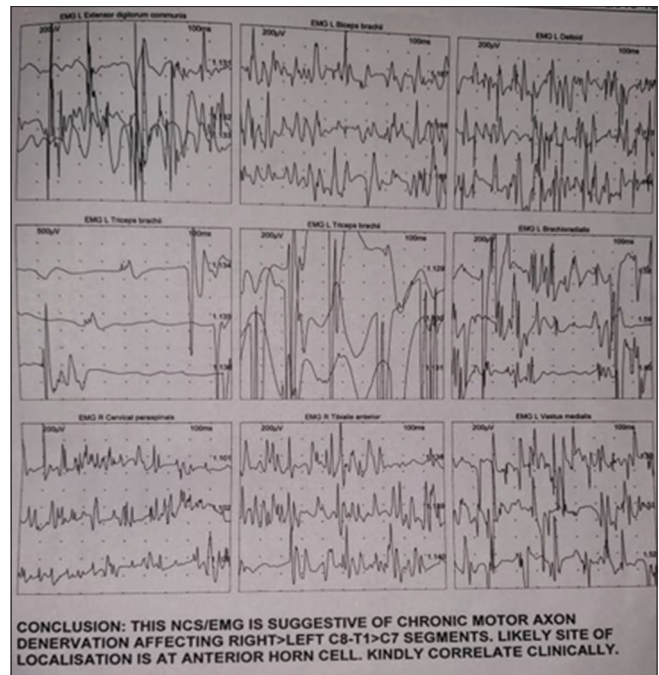 EMG L Extensor digitorum communis
200µV 100ms
EMG L Biceps brachii
200µV 100ms
EMG L Deltoid
200µV 100ms
EMG L Triceps brachii
500µV 100ms
EMG L Triceps brachii
200µV 100ms
EMG L Brachioradialis
200µV 100ms
EMG R Cervical paraspinals
200µV 100ms
EMG R Tibialis anterior
200µV 100ms
EMG L Vastus medialis
200µV 100ms
CONCLUSION: THIS NCS/EMG IS SUGGESTIVE OF CHRONIC MOTOR AXON
DENERVATION AFFECTING RIGHT>LEFT C8-T1>C7 SEGMENTS. LIKELY SITE OF
LOCALISATION IS AT ANTERIOR HORN CELL. KINDLY CORRELATE CLINICALLY.